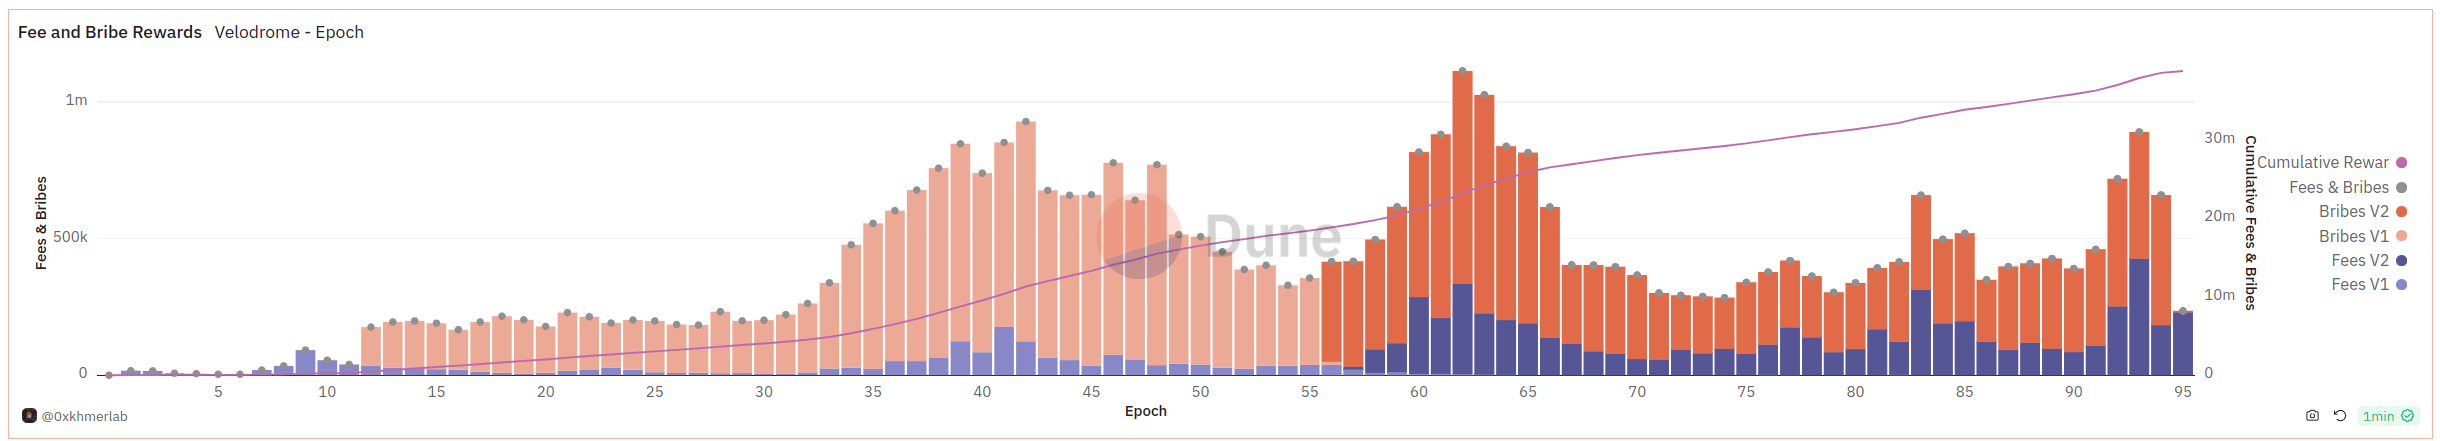 Fee and Bribe Rewards Velodrome - Epoch
1m
500k
0
Fees & Bribes
Dune
30m
20m
10m
0
Cumulative Fees & Bribes
Cumulative Rewar
Fees & Bribes
Bribes V2
Bribes V1
Fees V2
Fees V1
5 10 15 20 25 30 35 40 45 50 55 60 65 70 75 80 85 90 95
Epoch
@0xkhmerlab
1min